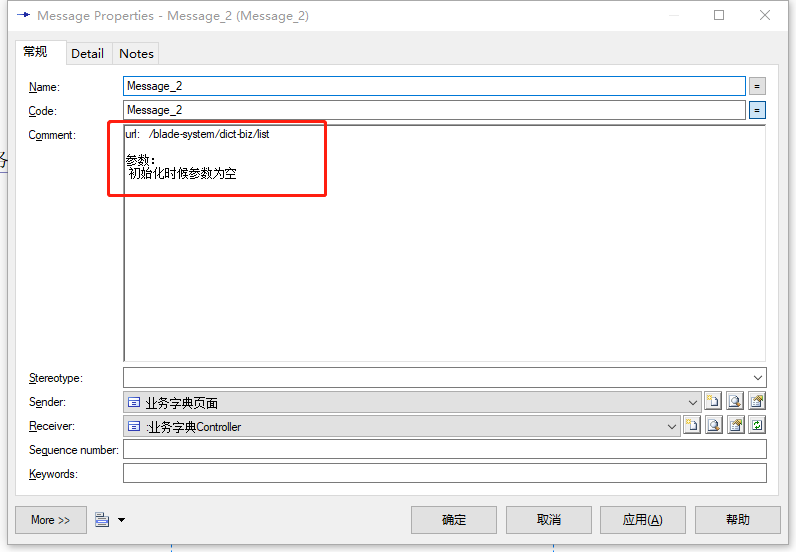 Message Properties - Message_2 (Message_2)
常规 Detail Notes
Name: Message_2 =
Code: Message_2 =
Comment: url: /blade-system/dict-biz/list
参数:
初始化时候参数为空
Stereotype:
Sender: 业务字典页面
Receiver: :业务字典Controller
Sequence number:
Keywords:
More >> 确定 取消 应用(A) 帮助